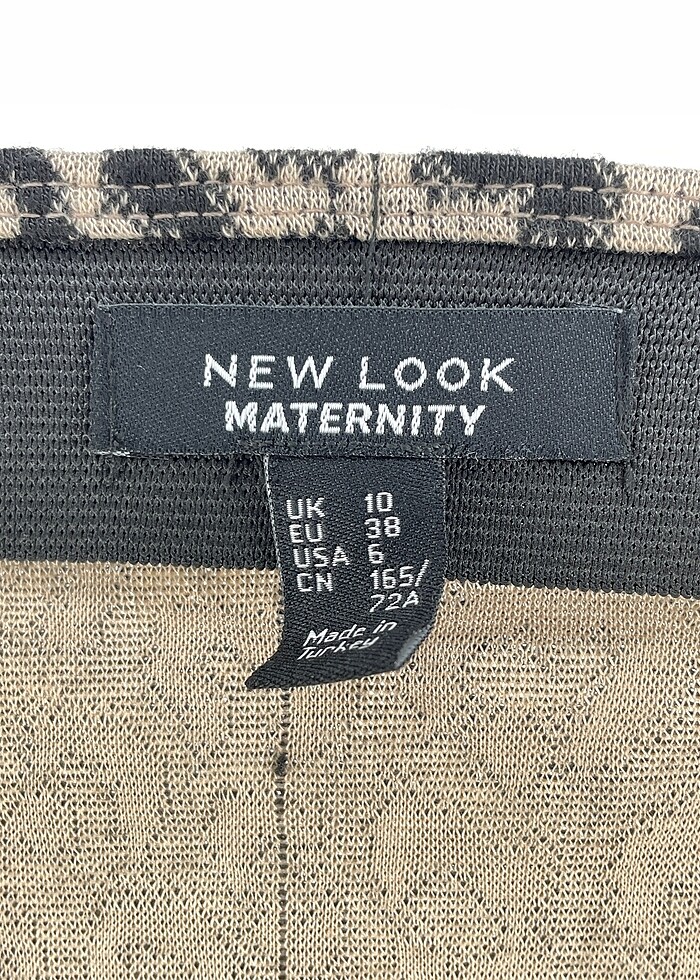 NEW LOOK
MATERNITY
UK 10
EU 38
USA 6
CN 165/
72A
Made in
Turkey